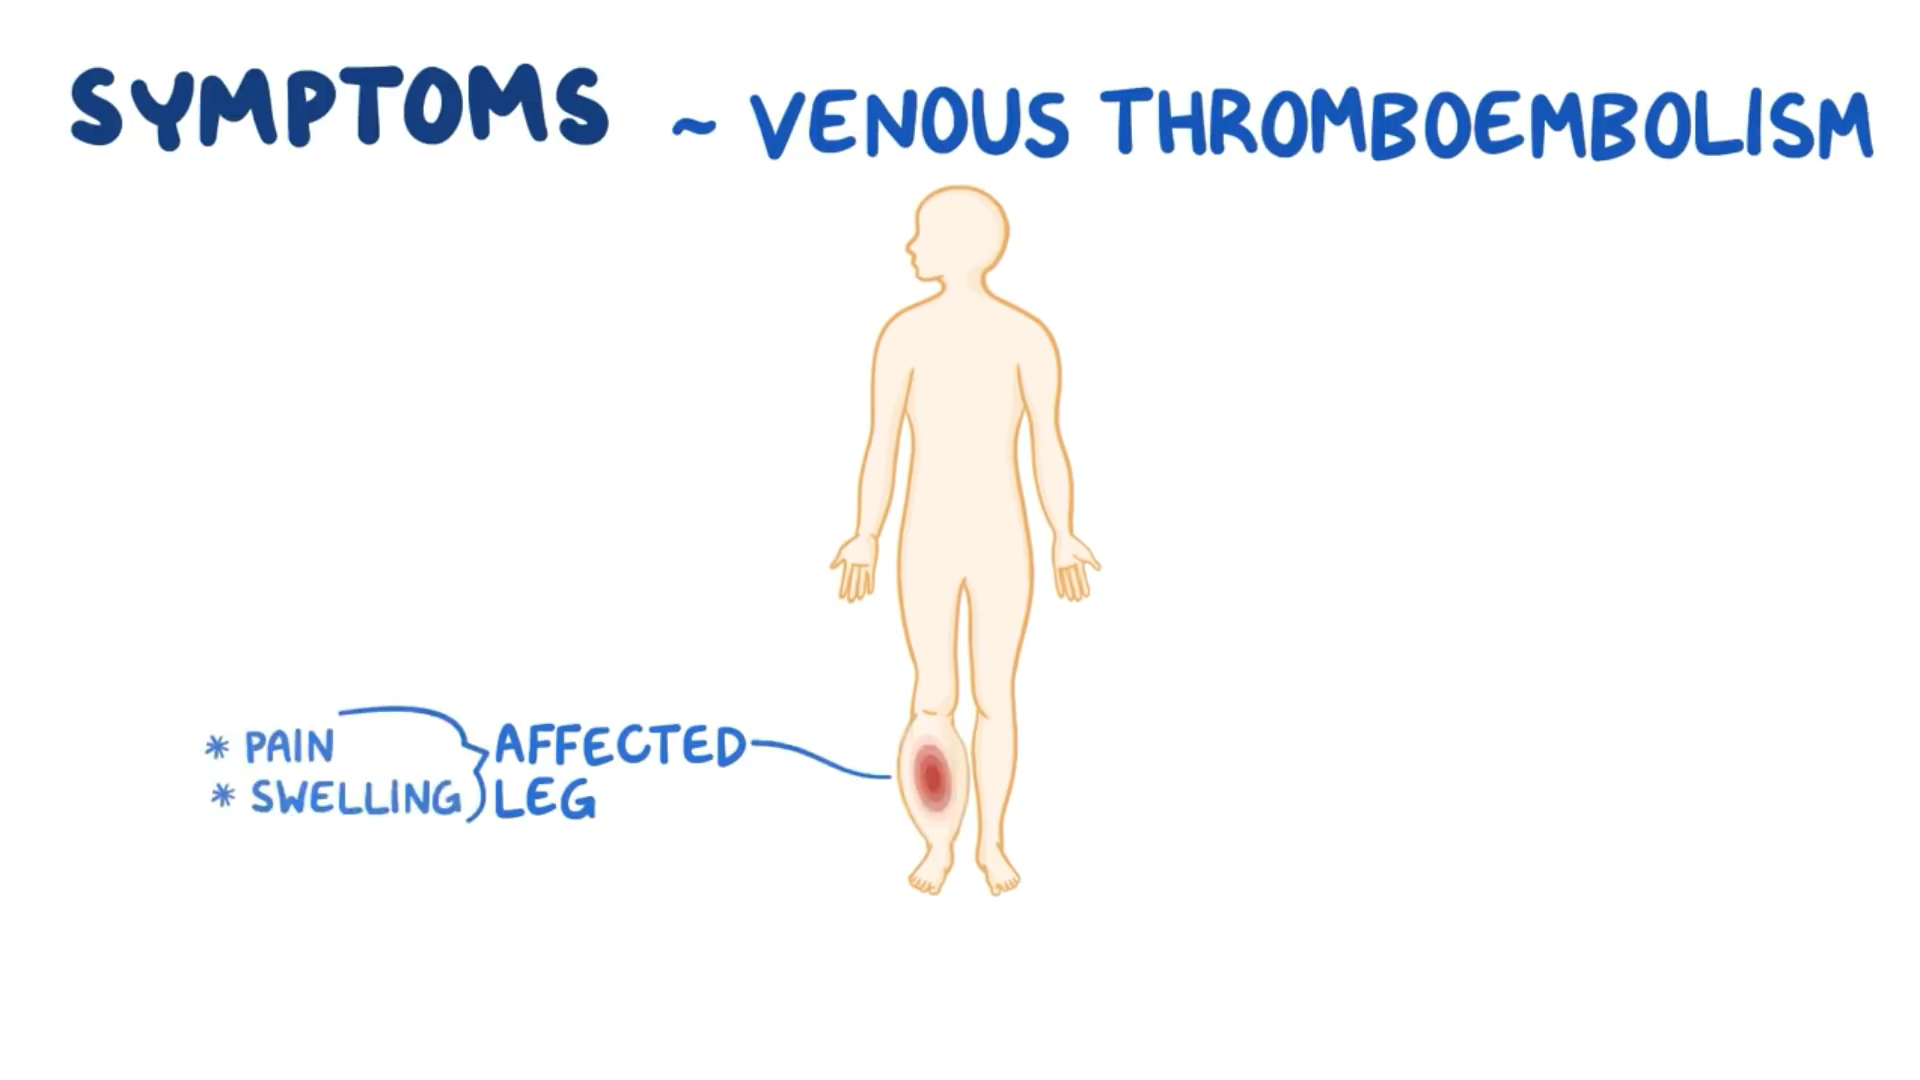 SYMPTOMS ~ VENOUS THROMBOEMBOLISM
* PAIN
* SWELLING
AFFECTED
LEG